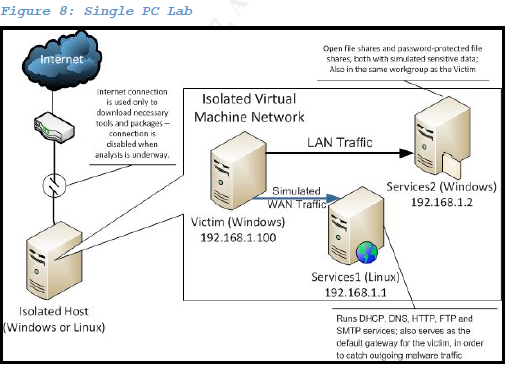 Figure 8: Single PC Lab
Internet
Internet connection
is used only to
download necessary
tools and packages –
connection is
disabled when
analysis is underway.
Isolated Host
(Windows or Linux)
Isolated Virtual
Machine Network
Open file shares and password-protected file
shares, both with simulated sensitive data;
Also in the same workgroup as the Victim
LAN Traffic
Services2 (Windows)
192.168.1.2
Simulated
WAN Traffic
Victim (Windows)
192.168.1.100
Services1 (Linux)
192.168.1.1
Runs DHCP, DNS, HTTP, FTP and
SMTP services; also serves as the
default gateway for the victim, in order
to catch outgoing malware traffic